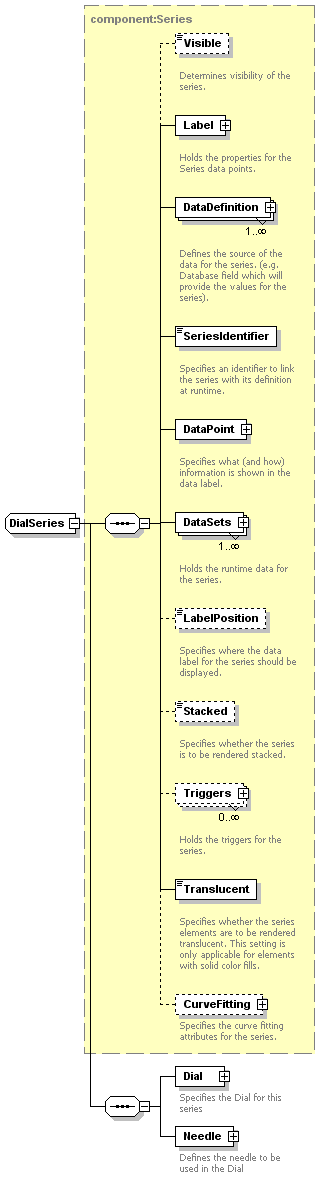 component:Series
Visible
Determines visibility of the
series.
Label
Holds the properties for the
Series data points.
DataDefinition
1..∞
Defines the source of the
data for the series. (e.g.
Database field which will
provide the values for the
series).
SeriesIdentifier
Specifies an identifier to link
the series with its definition
at runtime.
DataPoint
Specifies what (and how)
information is shown in the
data label.
DialSeries
DataSets
1..∞
Holds the runtime data for
the series.
LabelPosition
Specifies where the data
label for the series should be
displayed.
Stacked
Specifies whether the series
is to be rendered stacked.
Triggers
0..∞
Holds the triggers for the
series.
Translucent
Specifies whether the series
elements are to be rendered
translucent. This setting is
only applicable for elements
with solid color fills.
CurveFitting
Specifies the curve fitting
attributes for the series.
Dial
Specifies the Dial for this
series
Needle
Defines the needle to be
used in the Dial